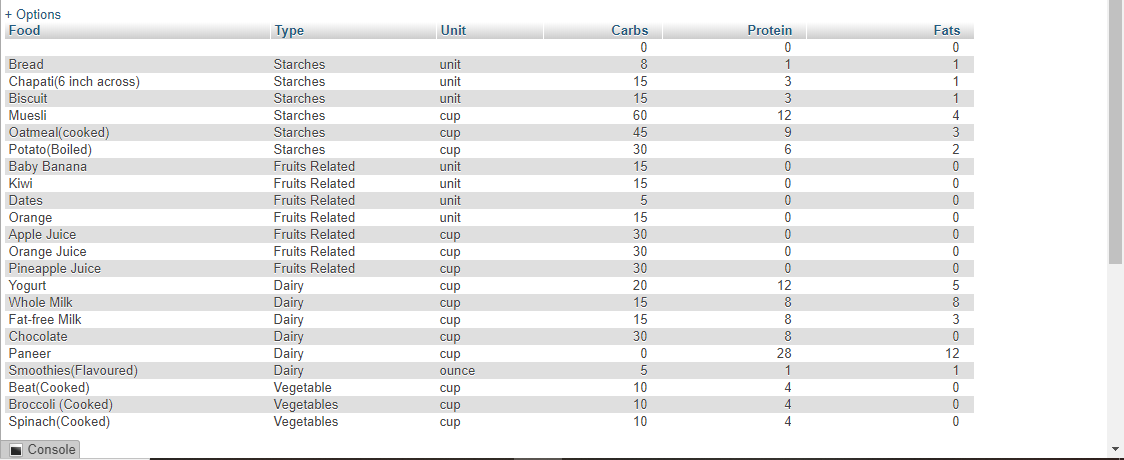 + Options
Food Type Unit Carbs Protein Fats
0 0 0
Bread Starches unit 8 1 1
Chapati(6 inch across) Starches unit 15 3 1
Biscuit Starches unit 15 3 1
Muesli Starches cup 60 12 4
Oatmeal(cooked) Starches cup 45 9 3
Potato(Boiled) Starches cup 30 6 2
Baby Banana Fruits Related unit 15 0 0
Kiwi Fruits Related unit 15 0 0
Dates Fruits Related unit 5 0 0
Orange Fruits Related unit 15 0 0
Apple Juice Fruits Related cup 30 0 0
Orange Juice Fruits Related cup 30 0 0
Pineapple Juice Fruits Related cup 30 0 0
Yogurt Dairy cup 20 12 5
Whole Milk Dairy cup 15 8 8
Fat-free Milk Dairy cup 15 8 3
Chocolate Dairy cup 30 8 0
Paneer Dairy cup 0 28 12
Smoothies(Flavoured) Dairy ounce 5 1 1
Beat(Cooked) Vegetable cup 10 4 0
Broccoli (Cooked) Vegetables cup 10 4 0
Spinach(Cooked) Vegetables cup 10 4 0
Console